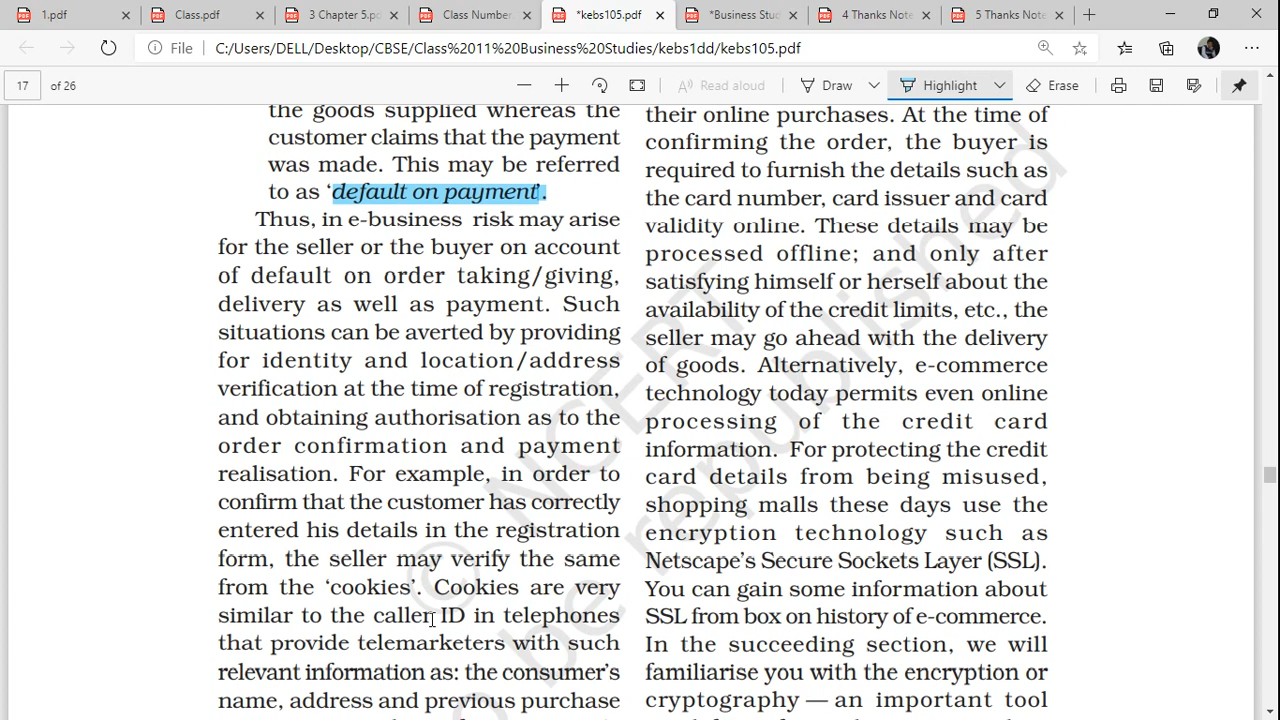 1.pdf
Class.pdf
3 Chapter 5.pd
Class Number
*kebs105.pdf
*Business Stud
4 Thanks Note
5 Thanks Note
File
C:/Users/DELL/Desktop/CBSE/Class%2011%20Business%20Studies/kebs1dd/kebs105.pdf
17 of 26
Read aloud
Draw
Highlight
Erase
the goods supplied whereas the
customer claims that the payment
was made. This may be referred
to as ‘default on payment’.
Thus, in e-business risk may arise
for the seller or the buyer on account
of default on order taking/giving,
delivery as well as payment. Such
situations can be averted by providing
for identity and location/address
verification at the time of registration,
and obtaining authorisation as to the
order confirmation and payment
realisation. For example, in order to
confirm that the customer has correctly
entered his details in the registration
form, the seller may verify the same
from the ‘cookies’. Cookies are very
similar to the caller ID in telephones
that provide telemarketers with such
relevant information as: the consumer’s
name, address and previous purchase
their online purchases. At the time of
confirming the order, the buyer is
required to furnish the details such as
the card number, card issuer and card
validity online. These details may be
processed offline; and only after
satisfying himself or herself about the
availability of the credit limits, etc., the
seller may go ahead with the delivery
of goods. Alternatively, e-commerce
technology today permits even online
processing of the credit card
information. For protecting the credit
card details from being misused,
shopping malls these days use the
encryption technology such as
Netscape’s Secure Sockets Layer (SSL).
You can gain some information about
SSL from box on history of e-commerce.
In the succeeding section, we will
familiarise you with the encryption or
cryptography — an important tool
© NCERT
o be republished